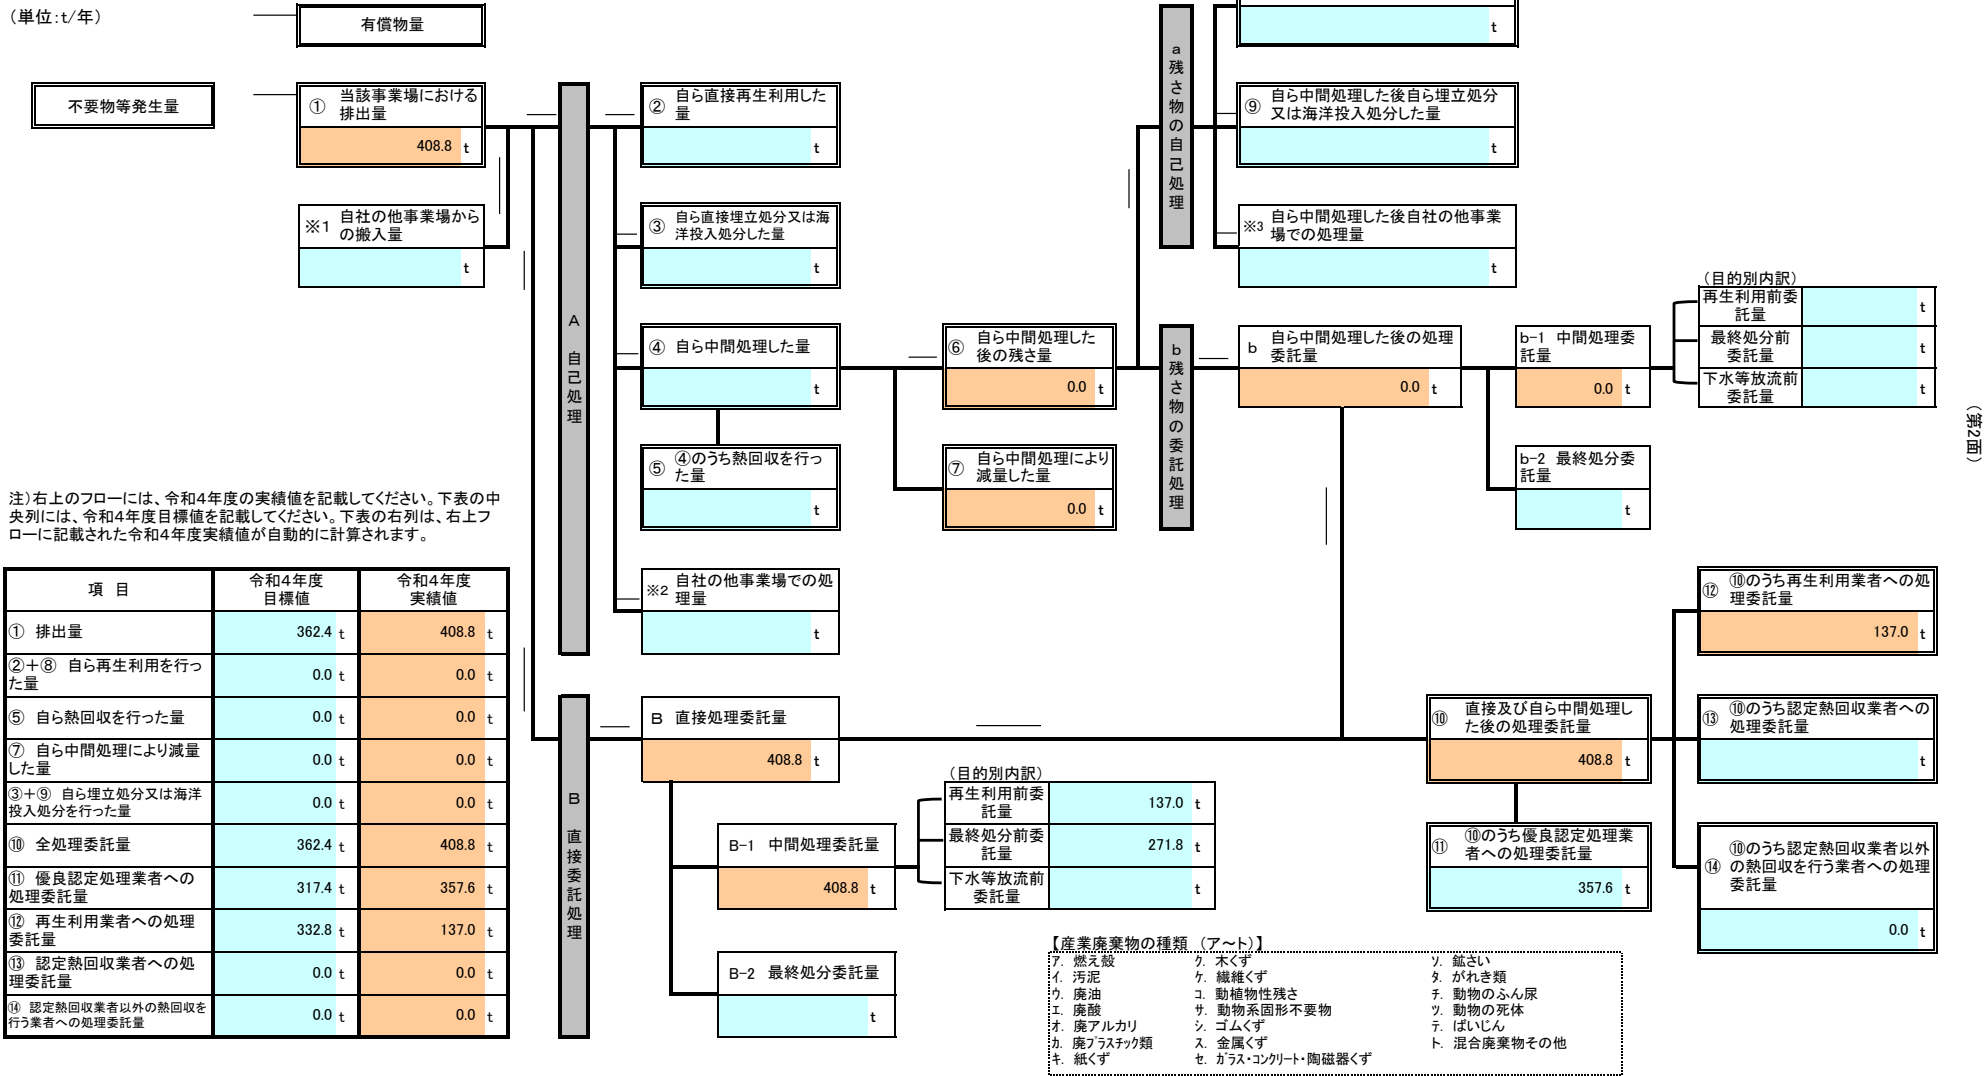 （単位：t/年）
有償物量
t
不要物等発生量
① 当該事業場における
排出量
408.8 t
※1 自社の他事業場から
の搬入量
t
A 自己処理
② 自ら直接再生利用した
量
t
③ 自ら直接埋立処分又は海
洋投入処分した量
t
④ 自ら中間処理した量
t
⑤ ④のうち熱回収を行っ
た量
t
※2 自社の他事業場での処
理量
t
⑥ 自ら中間処理した
後の残さ量
0.0 t
⑦ 自ら中間処理により
減量した量
0.0 t
a 残さ物の自己処理
⑨ 自ら中間処理した後自ら埋立処分
又は海洋投入処分した量
t
※3 自ら中間処理した後自社の他事業
場での処理量
t
b 残さ物の委託処理
b 自ら中間処理した後の処理
委託量
0.0 t
b-1 中間処理委
託量
0.0 t
b-2 最終処分委
託量
t
（目的別内訳）
再生利用前委
託量
t
最終処分前
委託量
t
下水等放流前
委託量
t
（第2面）
注）右上のフローには、令和４年度の実績値を記載してください。下表の中
央列には、令和４年度目標値を記載してください。下表の右列は、右上フ
ローに記載された令和４年度実績値が自動的に計算されます。
項 目 令和４年度
目標値 令和４年度
実績値
① 排出量 362.4 t 408.8 t
②＋⑧ 自ら再生利用を行っ
た量 0.0 t 0.0 t
⑤ 自ら熱回収を行った量 0.0 t 0.0 t
⑦ 自ら中間処理により減量
した量 0.0 t 0.0 t
③＋⑨ 自ら埋立処分又は海洋
投入処分を行った量 0.0 t 0.0 t
⑩ 全処理委託量 362.4 t 408.8 t
⑪ 優良認定処理業者への
処理委託量 317.4 t 357.6 t
⑫ 再生利用業者への処理
委託量 332.8 t 137.0 t
⑬ 認定熱回収業者への処
理委託量 0.0 t 0.0 t
⑭ 認定熱回収業者以外の熱回収を
行う業者への処理委託量 0.0 t 0.0 t
B 直接委託処理
B 直接処理委託量
408.8 t
B-1 中間処理委託量
408.8 t
B-2 最終処分委託量
t
（目的別内訳）
再生利用前委
託量
137.0 t
最終処分前委
託量
271.8 t
下水等放流前
委託量
t
⑩ 直接及び自ら中間処理し
た後の処理委託量
408.8 t
⑪ ⑩のうち優良認定処理業
者への処理委託量
357.6 t
⑫ ⑩のうち再生利用業者への処
理委託量
137.0 t
⑬ ⑩のうち認定熱回収業者への
処理委託量
t
⑭ ⑩のうち認定熱回収業者以外
の熱回収を行う業者への処理
委託量
0.0 t
【産業廃棄物の種類 （ア～ト）】
ｱ. 燃え殻 ｸ. 木くず ｿ. 鉱さい
ｲ. 汚泥 ｹ. 繊維くず ﾀ. がれき類
ｳ. 廃油 ｺ. 動植物性残さ ﾁ. 動物のふん尿
ｴ. 廃酸 ｻ. 動物系固形不要物 ﾂ. 動物の死体
ｵ. 廃アルカリ ｼ. ゴムくず ﾃ. ばいじん
ｶ. 廃ﾌﾟﾗｽﾁｯｸ類 ｽ. 金属くず ﾄ. 混合廃棄物その他
ｷ. 紙くず ｾ. ｶﾞﾗｽ・ｺﾝｸﾘｰﾄ・陶磁器くず